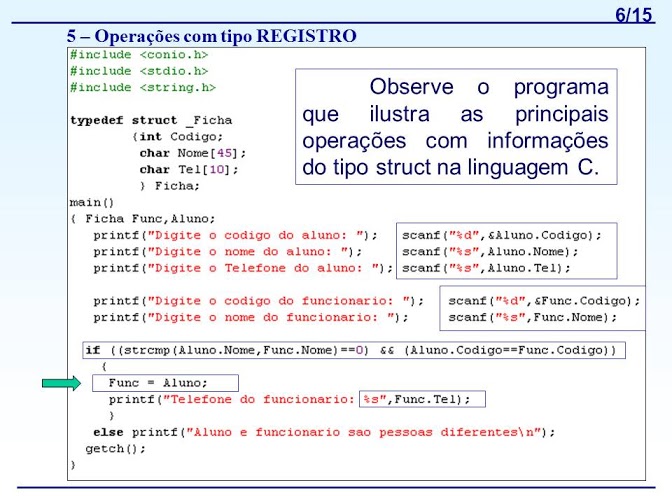 6/15
5 – Operações com tipo REGISTRO
#include <conio.h>
#include <stdio.h>
#include <string.h>
Observe o programa
que ilustra as principais
operações com informações
do tipo struct na linguagem C.
typedef struct _Ficha
{int Codigo;
char Nome[45];
char Tel[10];
} Ficha;
main()
{ Ficha Func,Aluno;
printf("Digite o codigo do aluno: "); scanf("%d",&Aluno.Codigo);
printf("Digite o nome do aluno: "); scanf("%s",Aluno.Nome);
printf("Digite o Telefone do aluno: "); scanf("%s",Aluno.Tel);
printf("Digite o codigo do funcionario: "); scanf("%d",&Func.Codigo);
printf("Digite o nome do funcionario: "); scanf("%s",Func.Nome);
if ((strcmp(Aluno.Nome,Func.Nome)==0) && (Aluno.Codigo==Func.Codigo))
{
Func = Aluno;
printf("Telefone do funcionario: %s",Func.Tel);
}
else printf("Aluno e funcionario sao pessoas diferentes\n");
getch();
}